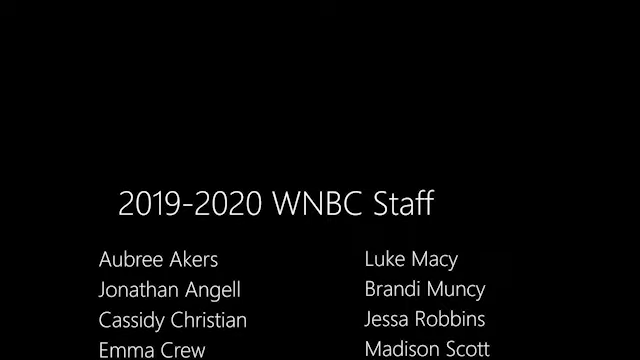 2019-2020 WNBC Staff
Aubree Akers
Jonathan Angell
Cassidy Christian
Emma Crew
Luke Macy
Brandi Muncy
Jessa Robbins
Madison Scott